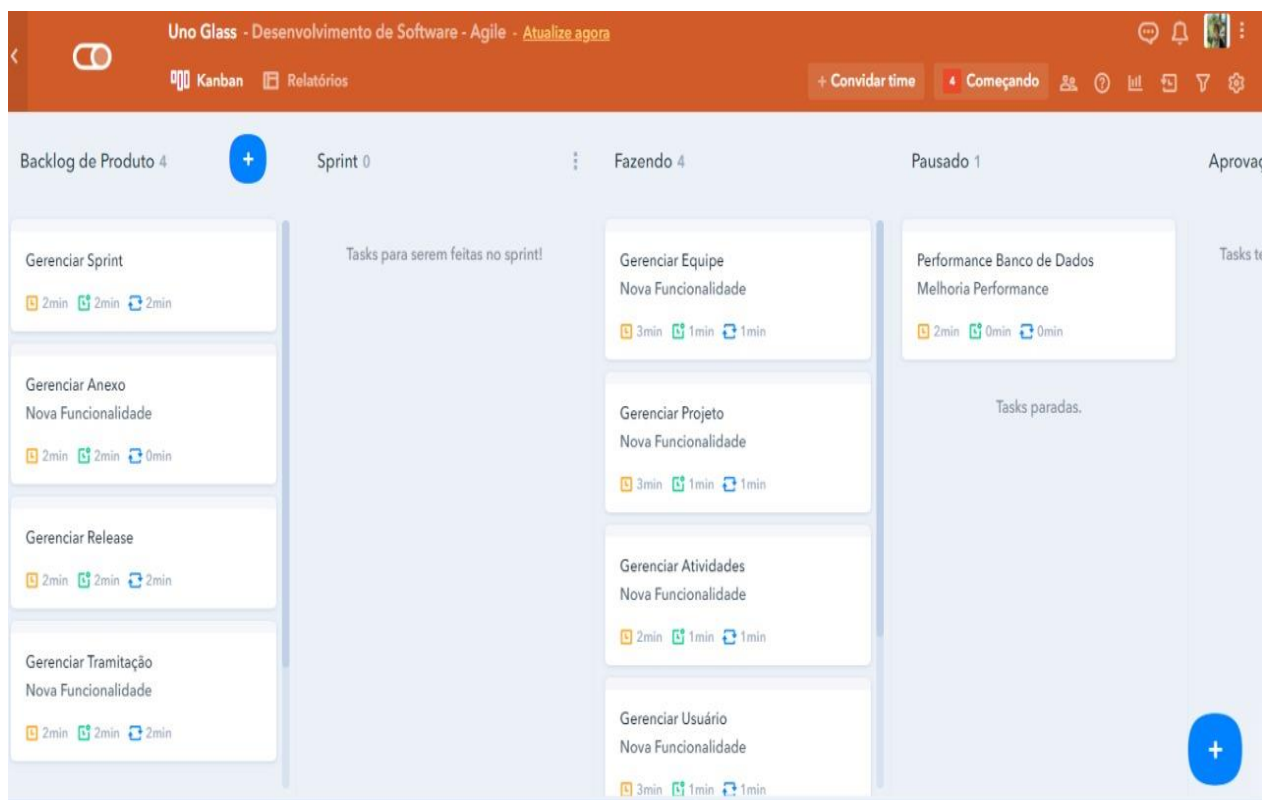 Uno Glass - Desenvolvimento de Software - Agile - Atualize agora
Kanban Relatórios
+ Convidar time 4 Começando
Backlog de Produto 4
+
Gerenciar Sprint
2min 2min 2min
Gerenciar Anexo
Nova Funcionalidade
2min 2min 0min
Gerenciar Release
2min 2min 2min
Gerenciar Tramitação
Nova Funcionalidade
2min 2min 2min
Sprint 0
Tasks para serem feitas no sprint!
Fazendo 4
Gerenciar Equipe
Nova Funcionalidade
3min 1min 1min
Gerenciar Projeto
Nova Funcionalidade
3min 1min 1min
Gerenciar Atividades
Nova Funcionalidade
2min 1min 1min
Gerenciar Usuário
Nova Funcionalidade
3min 1min 1min
Pausado 1
Performance Banco de Dados
Melhoria Performance
2min 0min 0min
Tasks paradas.
Aprovaç
Tasks te
+